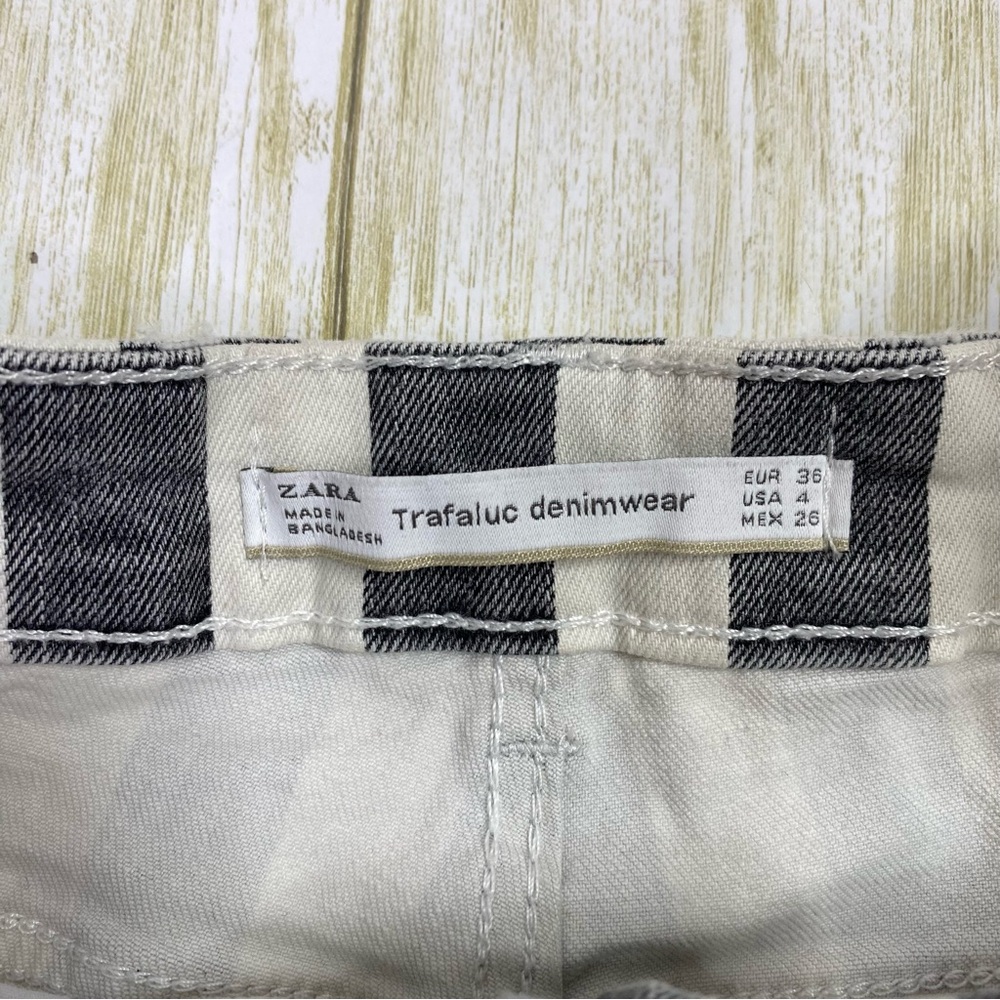 ZARA
MADE IN
BANGLADESH
Trafaluc denimwear
EUR 36
USA 4
MEX 26